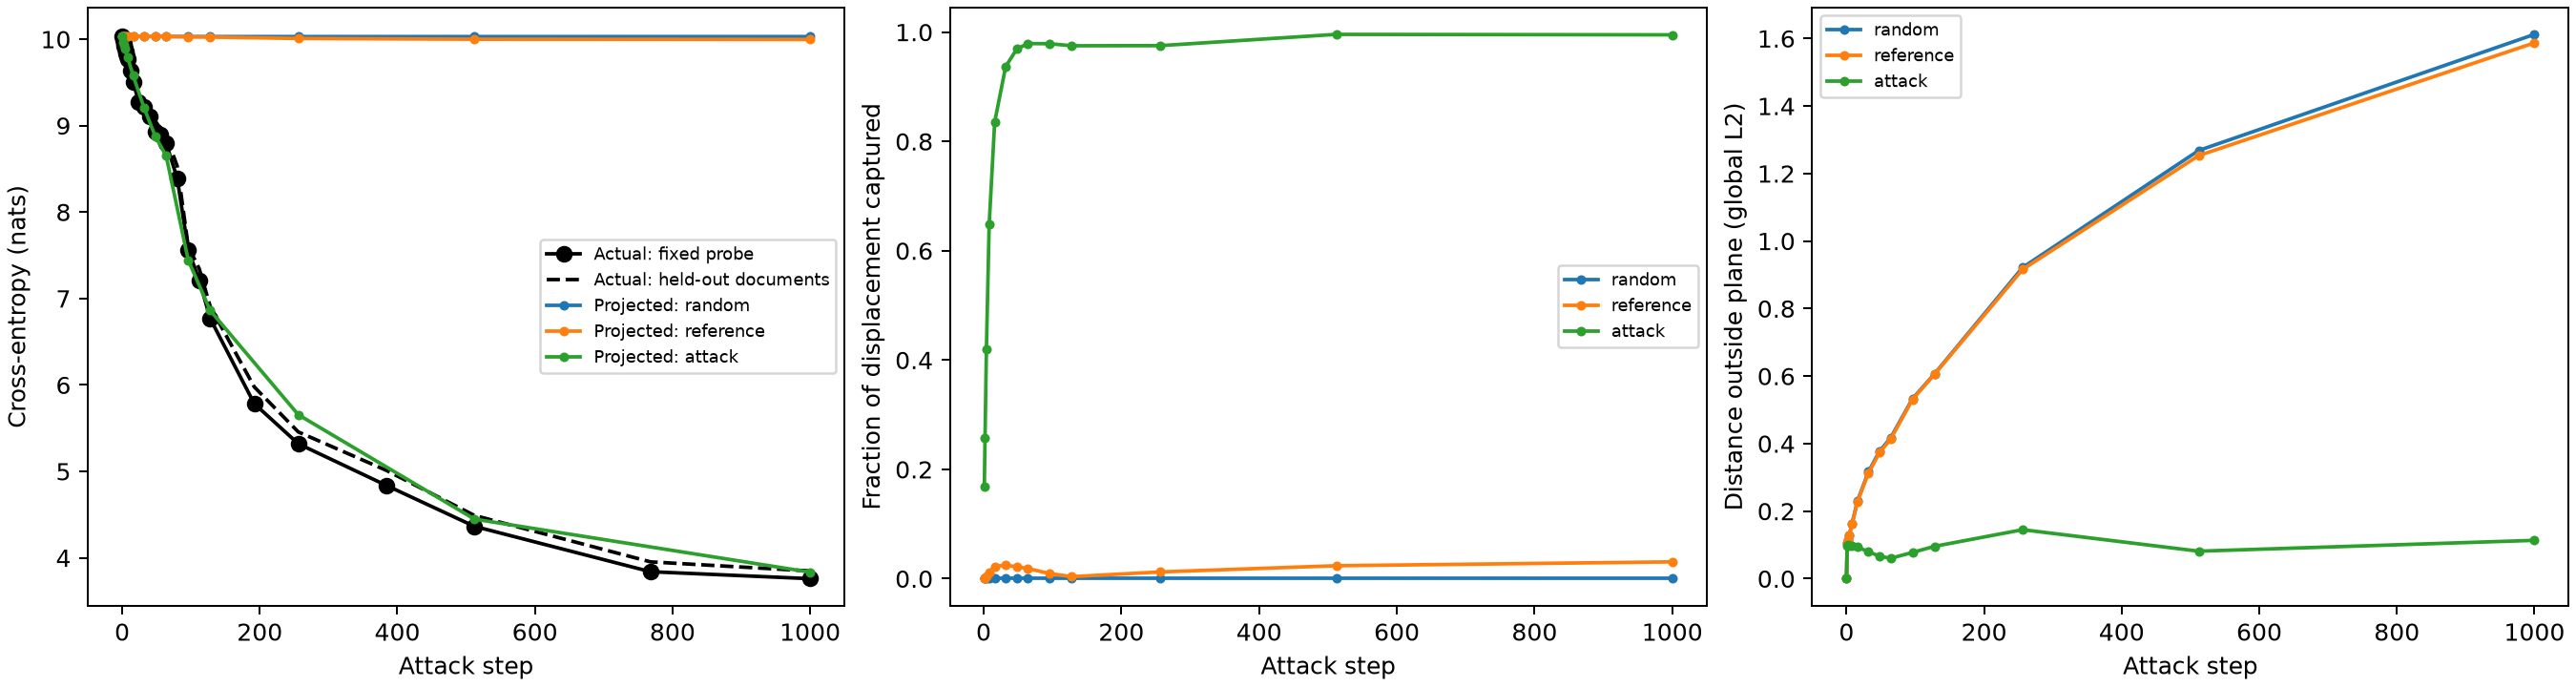 Cross-entropy (nats)
10
9
8
7
6
5
4
Actual: fixed probe
Actual: held-out documents
Projected: random
Projected: reference
Projected: attack
0
200
400
600
800
1000
Attack step
Fraction of displacement captured
1.0
0.8
0.6
0.4
0.2
0.0
random
reference
attack
0
200
400
600
800
1000
Attack step
Distance outside plane (global L2)
1.6
1.4
1.2
1.0
0.8
0.6
0.4
0.2
0.0
random
reference
attack
0
200
400
600
800
1000
Attack step